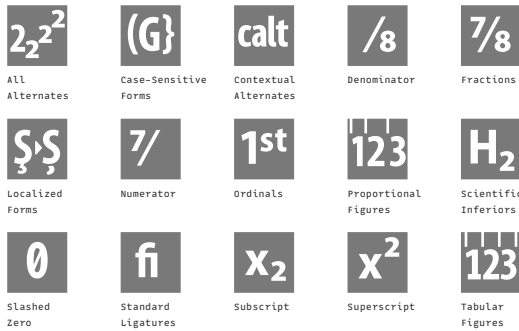 2₂2²
(G}
calt
/8
⅞
All
Alternates
Case-Sensitive
Forms
Contextual
Alternates
Denominator
Fractions
Ş▸Ș
7/
1st
123
H₂
Localized
Forms
Numerator
Ordinals
Proportional
Figures
Scientific
Inferiors
0
fi
x₂
x²
123
Slashed
Zero
Standard
Ligatures
Subscript
Superscript
Tabular
Figures